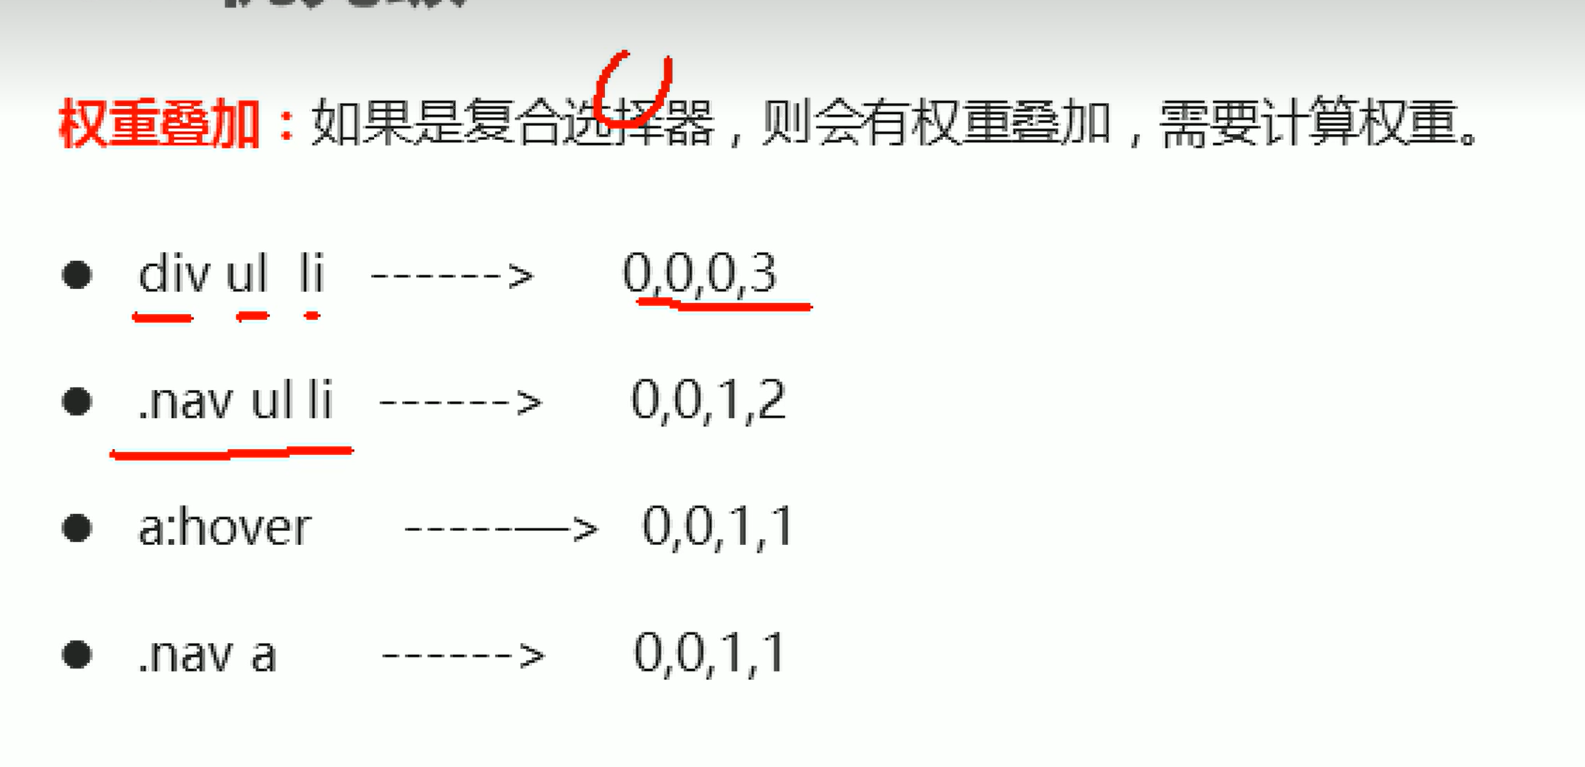 权重叠加：如果是复合选择器，则会有权重叠加，需要计算权重。
● div ul li ------> 0,0,0,3
● .nav ul li ------> 0,0,1,2
● a:hover -----—> 0,0,1,1
● .nav a ------> 0,0,1,1